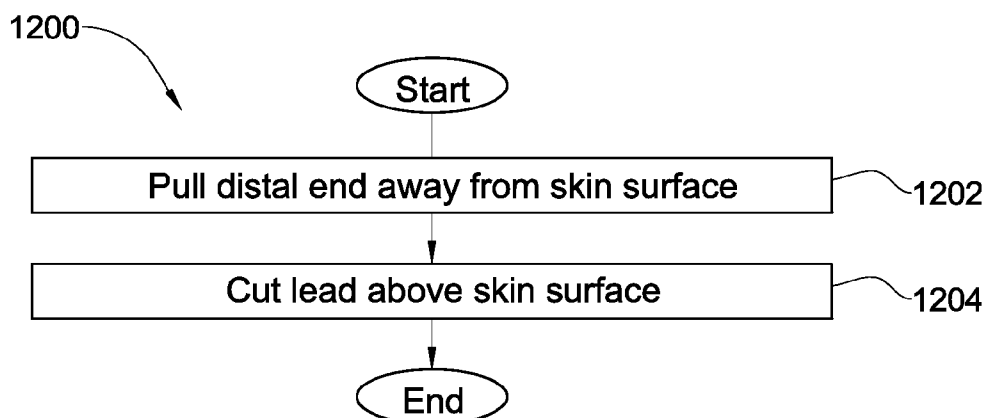 1200
Start
Pull distal end away from skin surface
1202
Cut lead above skin surface
1204
End